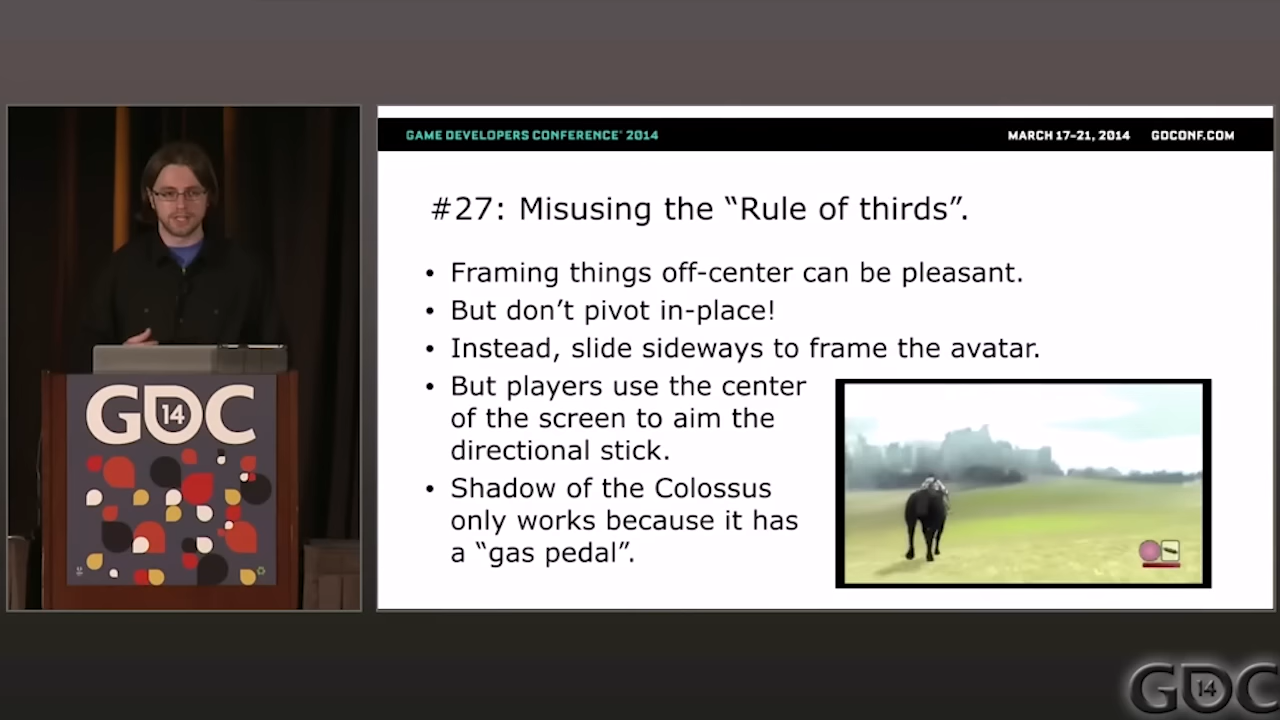 GAME DEVELOPERS CONFERENCE® 2014
MARCH 17–21, 2014 GDCONF.COM
#27: Misusing the “Rule of thirds”.
• Framing things off-center can be pleasant.
• But don’t pivot in-place!
• Instead, slide sideways to frame the avatar.
• But players use the center
of the screen to aim the
directional stick.
• Shadow of the Colossus
only works because it has
a “gas pedal”.
GDC
14
GDC
14